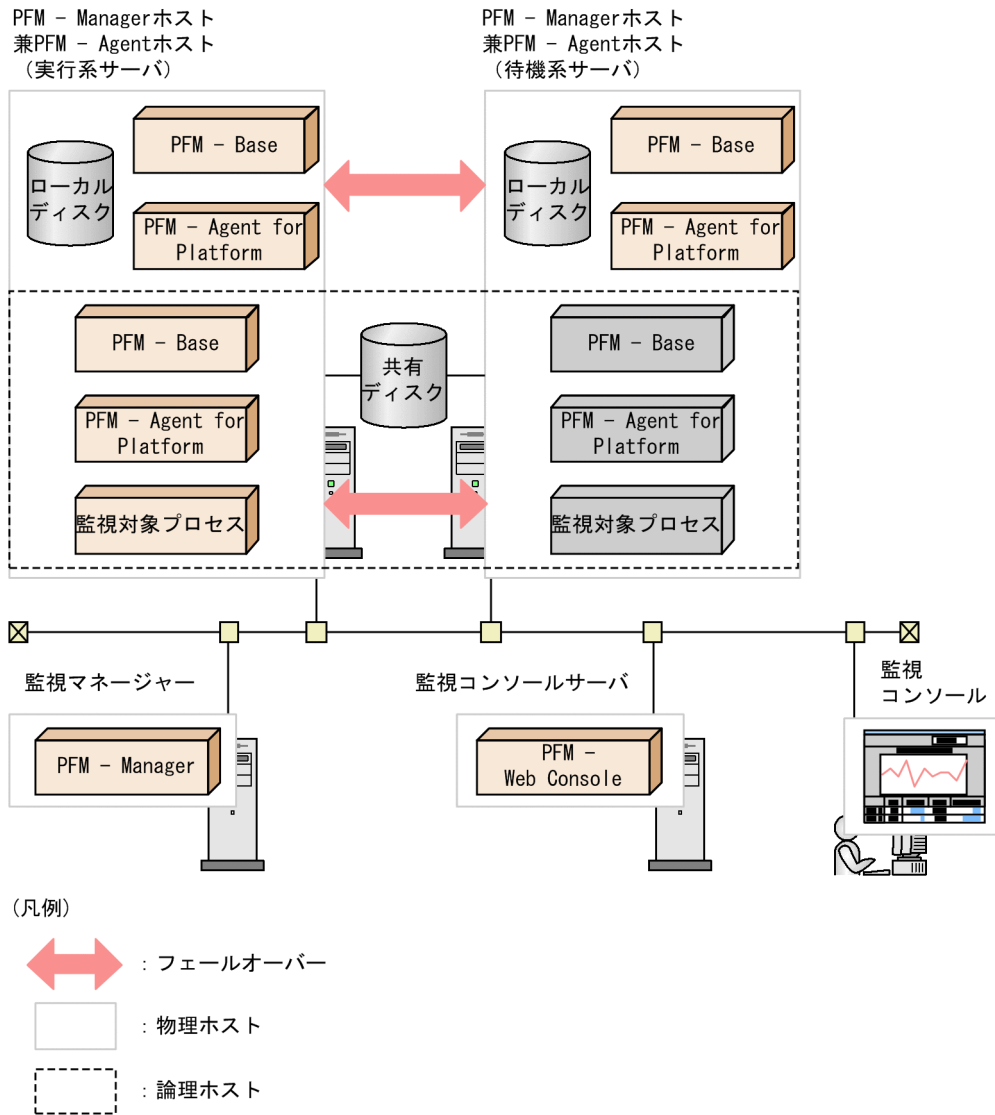 PFM - Managerホスト
兼PFM - Agentホスト
(実行系サーバ)
PFM - Managerホスト
兼PFM - Agentホスト
(待機系サーバ)
ローカル
ディスク
PFM - Base
PFM - Agent for
Platform
ローカル
ディスク
PFM - Base
PFM - Agent for
Platform
PFM - Base
PFM - Agent for
Platform
監視対象プロセス
共有
ディスク
PFM - Base
PFM - Agent for
Platform
監視対象プロセス
監視マネージャー
PFM - Manager
監視コンソールサーバ
PFM -
Web Console
監視
コンソール
(凡例)
:フェールオーバー
:物理ホスト
:論理ホスト